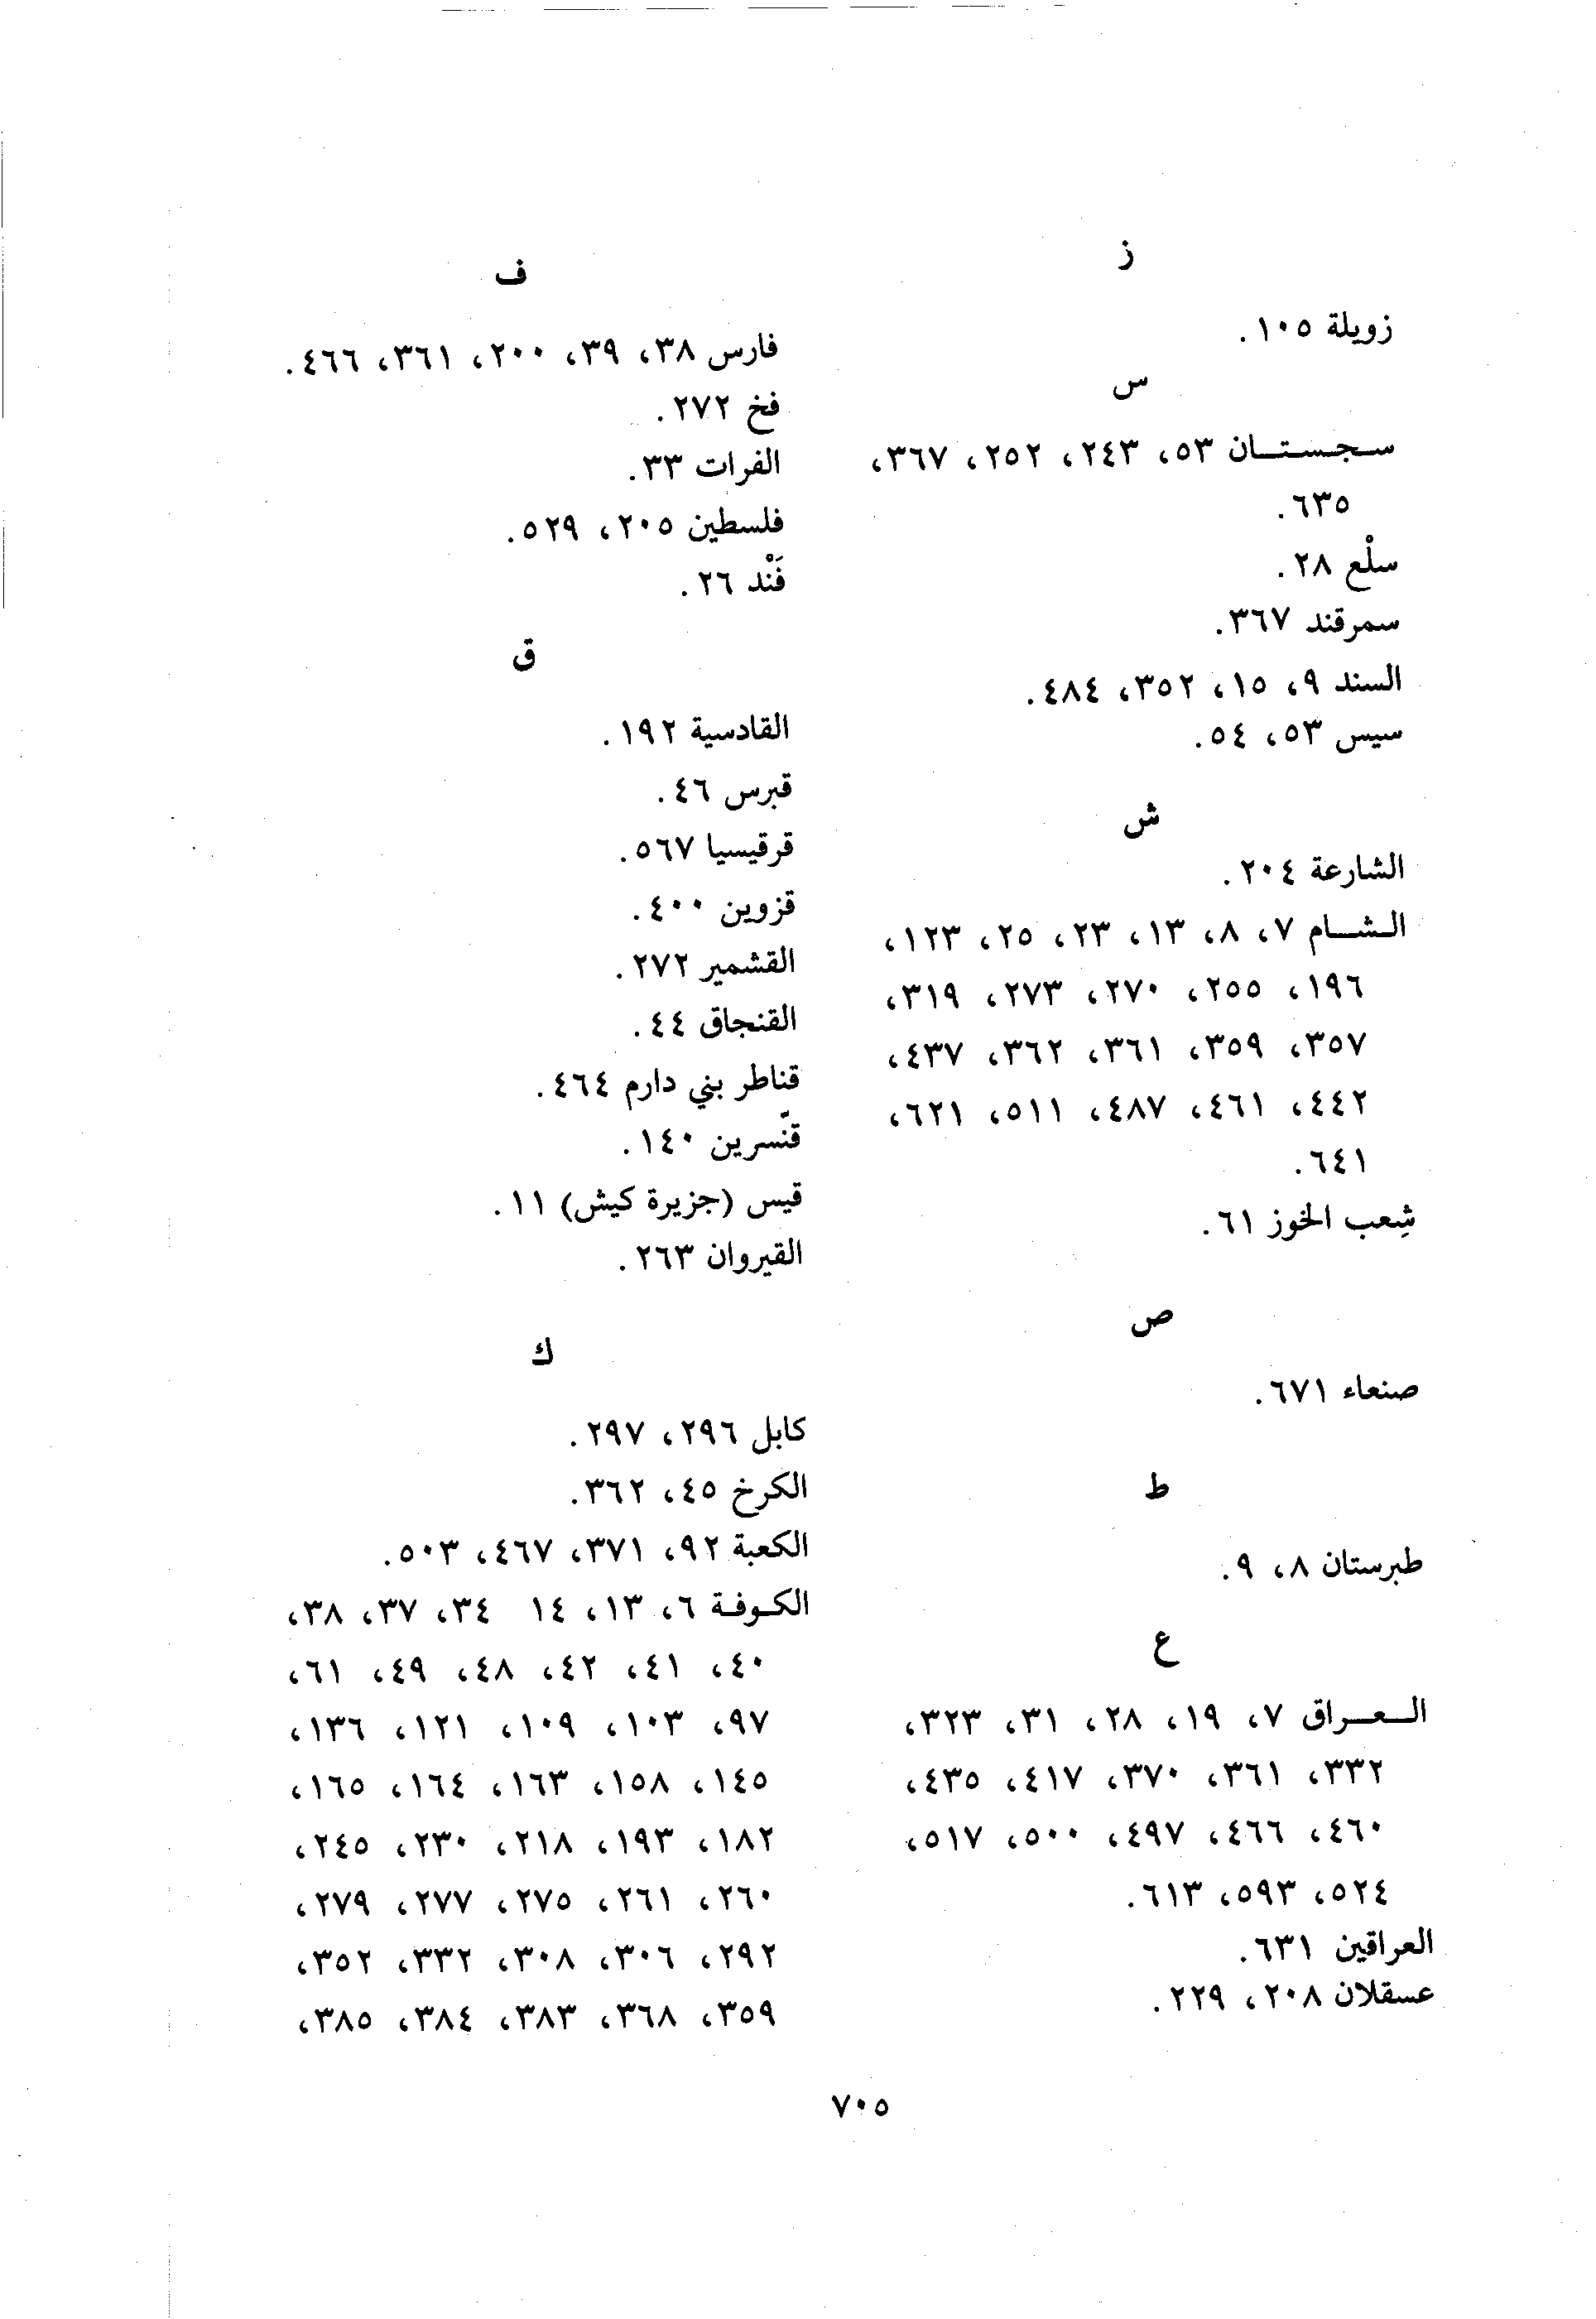 ز
زويلة ١٠٥.
س
سـجـسـتـان ٥٣، ٢٤٣، ٢٥٢، ٣٦٧،
٦٣٥.
سلْع ٢٨.
سمرقند ٣٦٧.
السند ٩، ١٥، ٣٥٢، ٤٨٤.
سيس ٥٣، ٥٤.
ش
الشارعة ٢٠٤.
الـشـام ٧، ٨، ١٣، ٢٣، ٢٥، ١٢٣،
١٩٦، ٢٥٥، ٢٧٠، ٢٧٣، ٣١٩،
٣٥٧، ٣٥٩، ٣٦١، ٣٦٢، ٤٣٧،
٤٤٢، ٤٦١، ٤٨٧، ٥١١، ٦٢١،
٦٤١.
شِعب الخوز ٦١.
ص
صنعاء ٦٧١.
ط
طبرستان ٨، ٩.
ع
الـعـراق ٧، ١٩، ٢٨، ٣١، ٣٢٣،
٣٣٢، ٣٦١، ٣٧٠، ٤١٧، ٤٣٥،
٤٦٠، ٤٦٦، ٤٩٧، ٥٠٠، ٥١٧،
٥٢٤، ٥٩٣، ٦١٣.
العراقين ٦٣١.
عسقلان ٢٠٨، ٢٢٩.
ف
فارس ٣٨، ٣٩، ٢٠٠، ٣٦١، ٤٦٦.
فخ ٢٧٢.
الفرات ٣٣.
فلسطين ٢٠٥، ٥٢٩.
فَنْد ٢٦.
ق
القادسية ١٩٢.
قبرس ٤٦.
قرقيسيا ٥٦٧.
قزوين ٤٠٠.
القشمير ٢٧٢.
القنجاق ٤٤.
قناطر بني دارم ٤٦٤.
قنّسرين ١٤٠.
قيس (جزيرة كيش) ١١.
القيروان ٢٦٣.
ك
كابل ٢٩٦، ٢٩٧.
الكرخ ٤٥، ٣٦٢.
الكعبة ٩٢، ٣٧١، ٤٦٧، ٥٠٣.
الكـوفـة ٦، ١٣، ١٤ ٣٤، ٣٧، ٣٨،
٤٠، ٤١، ٤٢، ٤٨، ٤٩، ٦١،
٩٧، ١٠٣، ١٠٩، ١٢١، ١٣٦،
١٤٥، ١٥٨، ١٦٣، ١٦٤، ١٦٥،
١٨٢، ١٩٣، ٢١٨، ٢٣٠، ٢٤٥،
٢٦٠، ٢٦١، ٢٧٥، ٢٧٧، ٢٧٩،
٢٩٢، ٣٠٦، ٣٠٨، ٣٣٢، ٣٥٢،
٣٥٩، ٣٦٨، ٣٨٣، ٣٨٤، ٣٨٥،
٧٠٥